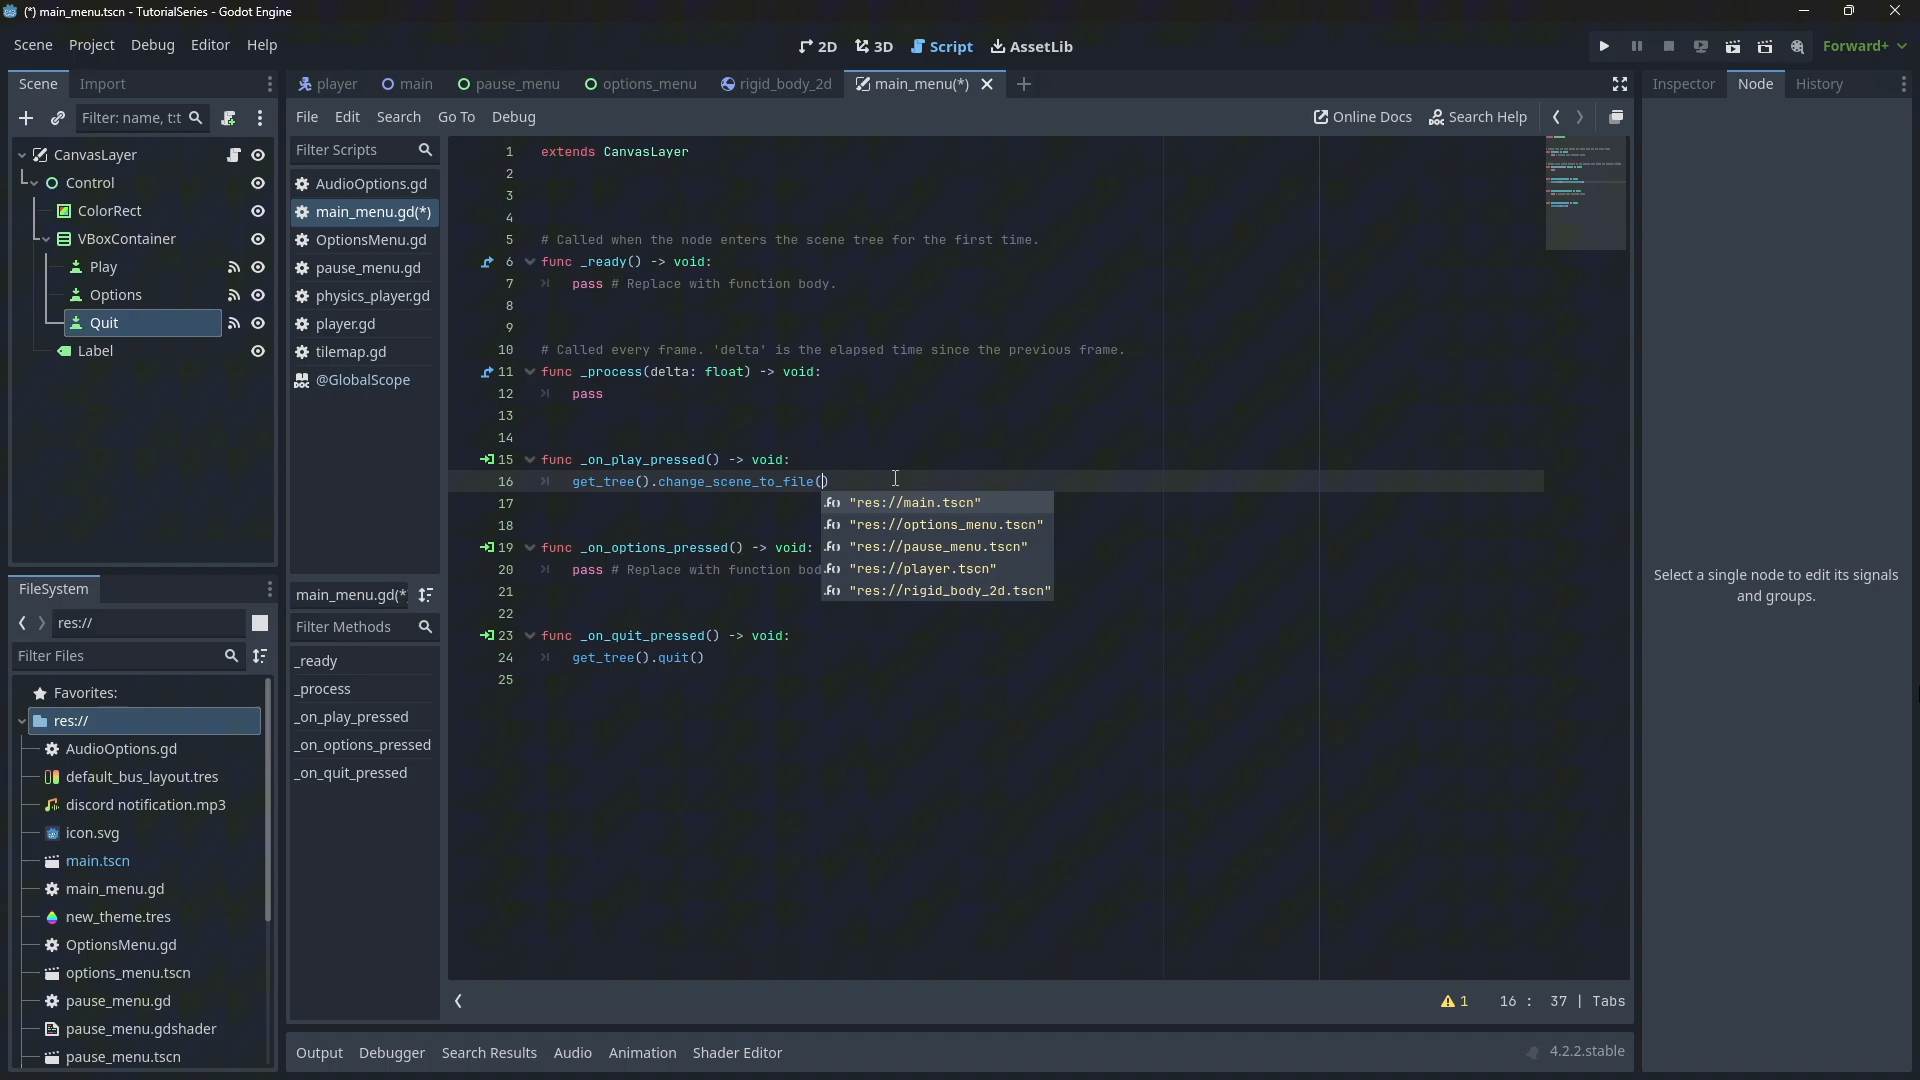 (*) main_menu.tscn - TutorialSeries - Godot Engine
Scene Project Debug Editor Help
2D 3D Script AssetLib
Forward+
Scene Import
Filter: name, t:t
CanvasLayer
Control
ColorRect
VBoxContainer
Play
Options
Quit
Label
FileSystem
res://
Filter Files
Favorites:
res://
AudioOptions.gd
default_bus_layout.tres
discord notification.mp3
icon.svg
main.tscn
main_menu.gd
new_theme.tres
OptionsMenu.gd
options_menu.tscn
pause_menu.gd
pause_menu.gdshader
pause_menu.tscn
player main pause_menu options_menu rigid_body_2d main_menu(*)
File Edit Search Go To Debug
Online Docs Search Help
Filter Scripts
AudioOptions.gd
main_menu.gd(*)
OptionsMenu.gd
pause_menu.gd
physics_player.gd
player.gd
tilemap.gd
@GlobalScope
main_menu.gd(*
Filter Methods
_ready
_process
_on_play_pressed
_on_options_pressed
_on_quit_pressed
1 extends CanvasLayer
2
3
4
5 # Called when the node enters the scene tree for the first time.
6 func _ready() -> void:
7 pass # Replace with function body.
8
9
10 # Called every frame. 'delta' is the elapsed time since the previous frame.
11 func _process(delta: float) -> void:
12 pass
13
14
15 func _on_play_pressed() -> void:
16 get_tree().change_scene_to_file()
17
18
19 func _on_options_pressed() -> void:
20 pass # Replace with function bod
21
22
23 func _on_quit_pressed() -> void:
24 get_tree().quit()
25
"res://main.tscn"
"res://options_menu.tscn"
"res://pause_menu.tscn"
"res://player.tscn"
"res://rigid_body_2d.tscn"
1 16 : 37 | Tabs
Output Debugger Search Results Audio Animation Shader Editor
4.2.2.stable
Inspector Node History
Select a single node to edit its signals
and groups.